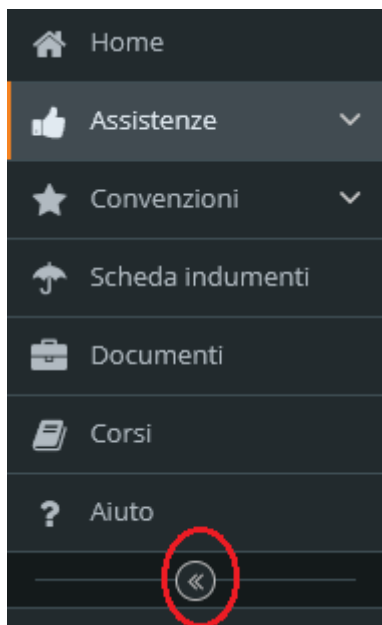 Home
Assistenze
Convenzioni
Scheda indumenti
Documenti
Corsi
? Aiuto
«